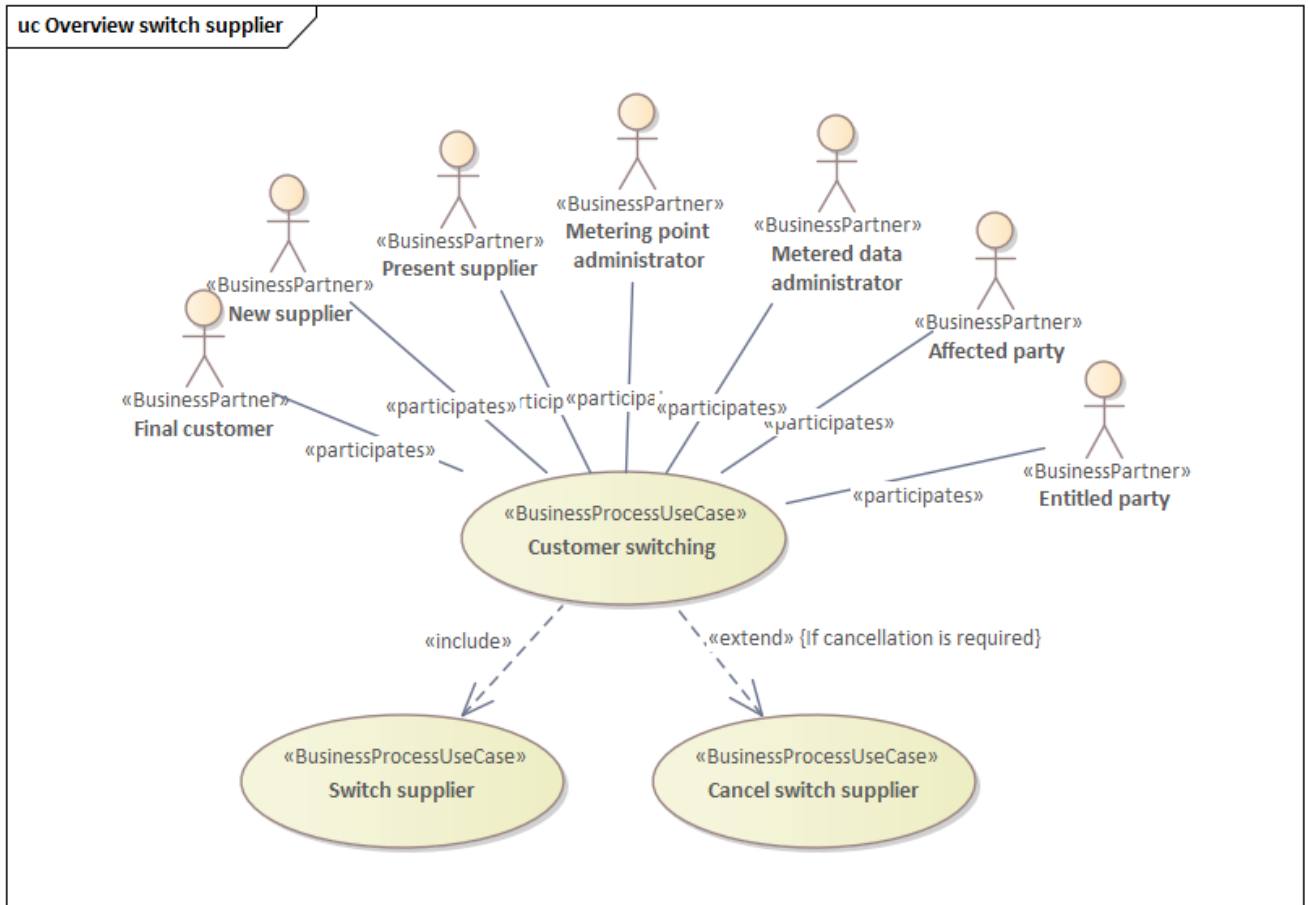 uc Overview switch supplier
«BusinessPartner»
Metering point
administrator
«BusinessPartner»
Metered data
administrator
«BusinessPartner»
Present supplier
«BusinessPartner»
New supplier
«BusinessPartner»
Affected party
«BusinessPartner»
Final customer
«BusinessPartner»
Entitled party
«participates»
«participates»
«participates»
«participates»
«participates»
«BusinessProcessUseCase»
Customer switching
«include»
«extend» {If cancellation is required}
«BusinessProcessUseCase»
Switch supplier
«BusinessProcessUseCase»
Cancel switch supplier